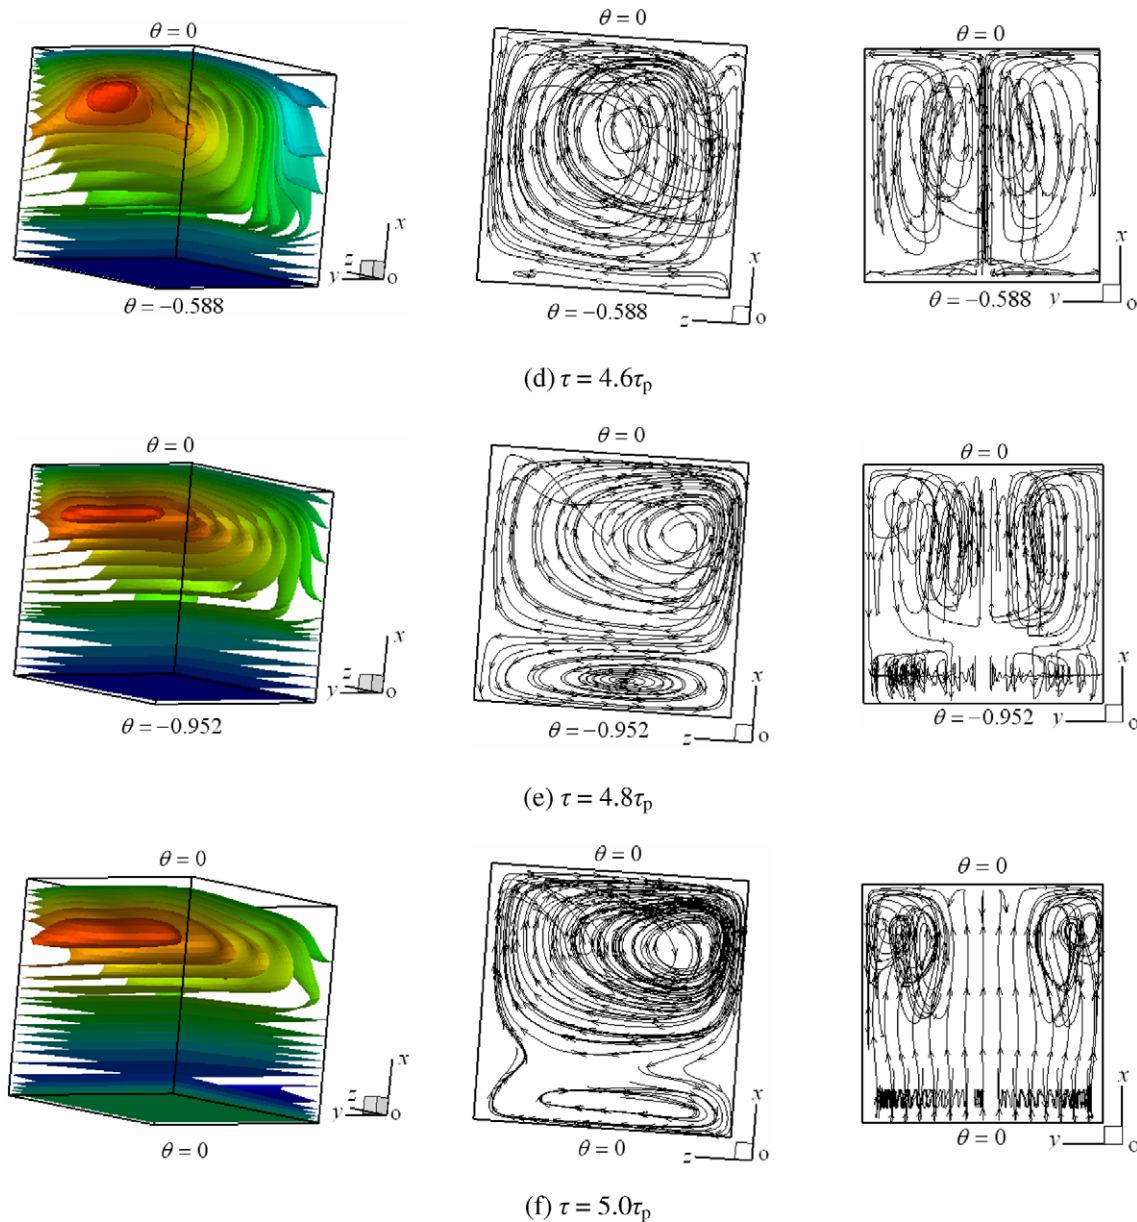 θ = 0
θ = 0
θ = 0
x
z
y
o
θ = −0.588
x
z
o
θ = −0.588
x
y
o
θ = −0.588
(d) τ = 4.6τp
θ = 0
θ = 0
θ = 0
x
z
y
o
θ = −0.952
x
z
o
θ = −0.952
x
y
o
θ = −0.952
(e) τ = 4.8τp
θ = 0
θ = 0
θ = 0
x
z
y
o
θ = 0
x
z
o
θ = 0
x
y
o
θ = 0
(f) τ = 5.0τp